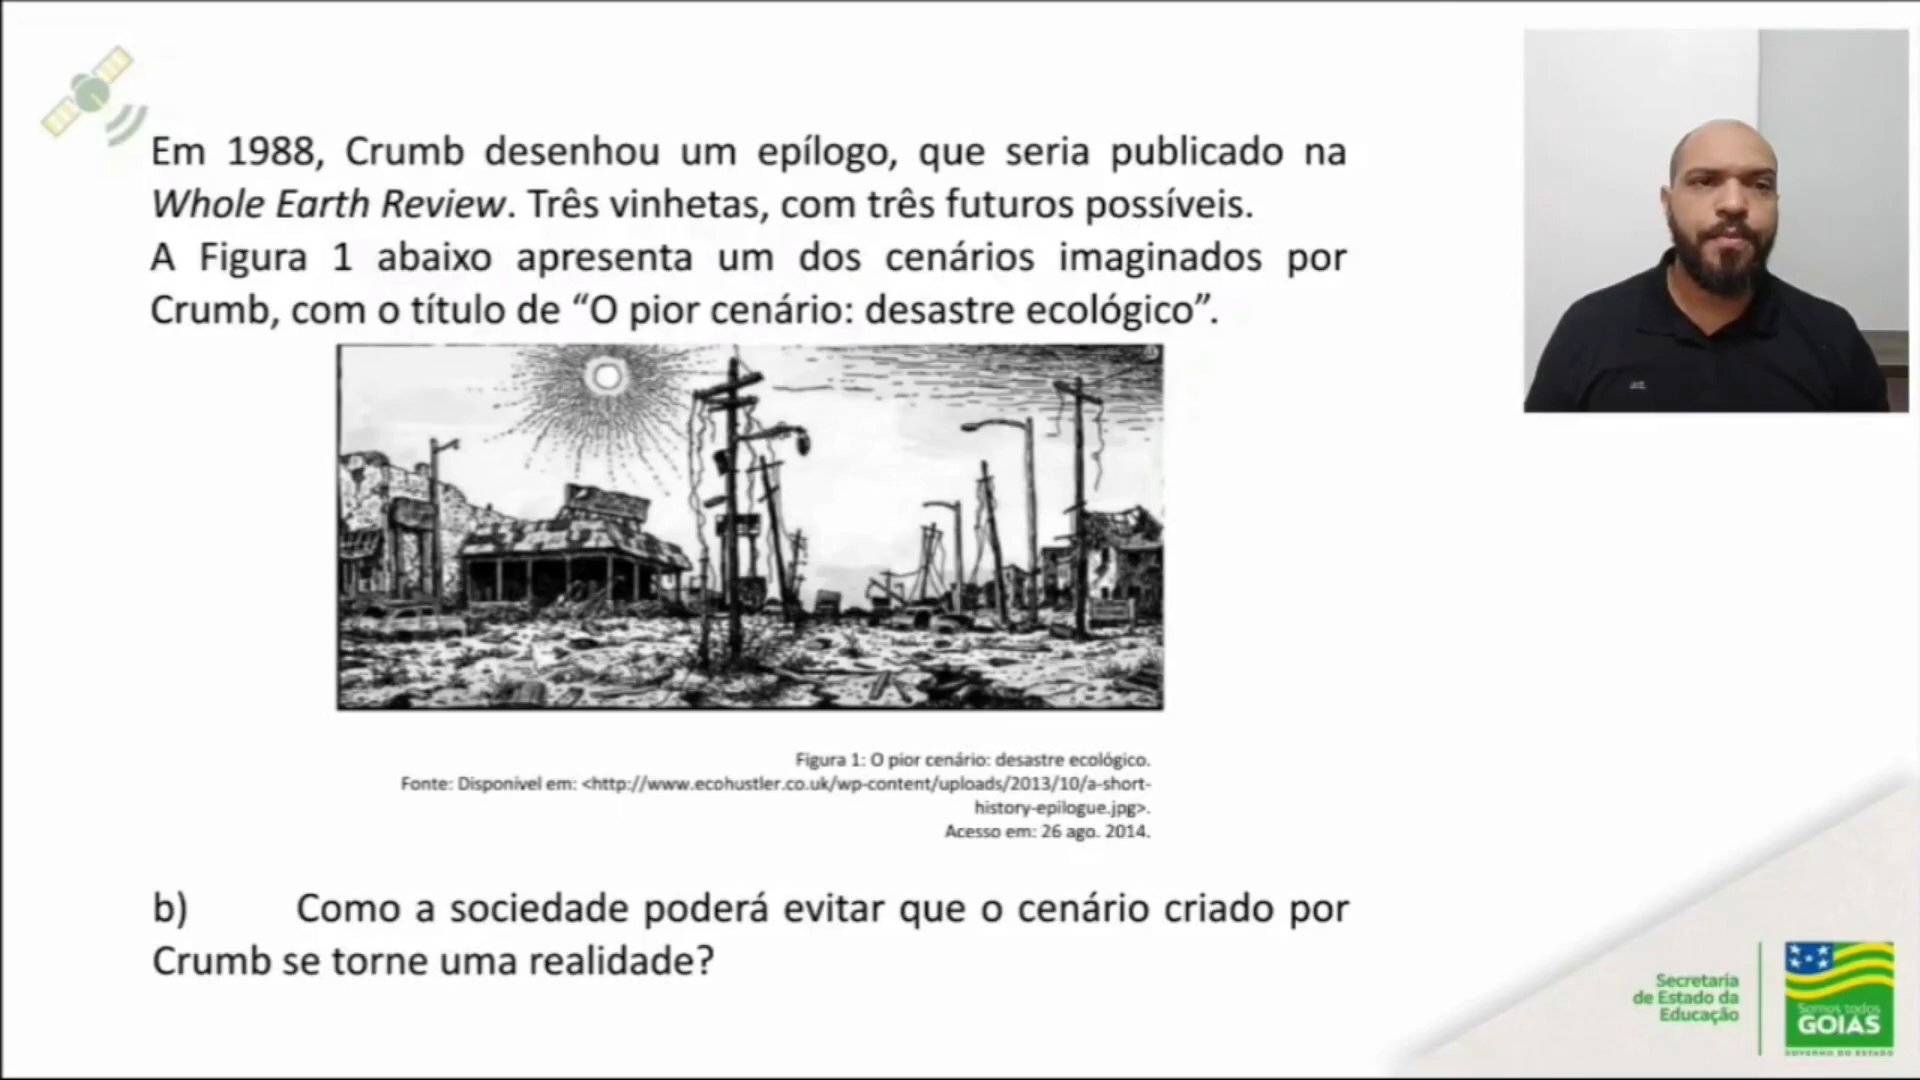 Em 1988, Crumb desenhou um epílogo, que seria publicado na
Whole Earth Review. Três vinhetas, com três futuros possíveis.
A Figura 1 abaixo apresenta um dos cenários imaginados por
Crumb, com o título de “O pior cenário: desastre ecológico”.
Figura 1: O pior cenário: desastre ecológico.
Fonte: Disponível em: <http://www.ecohustler.co.uk/wp-content/uploads/2013/10/a-short-
history-epilogue.jpg>.
Acesso em: 26 ago. 2014.
b) Como a sociedade poderá evitar que o cenário criado por
Crumb se torne uma realidade?
Secretaria
de Estado da
Educação
Somos todos
GOIÁS
GOVERNO DO ESTADO